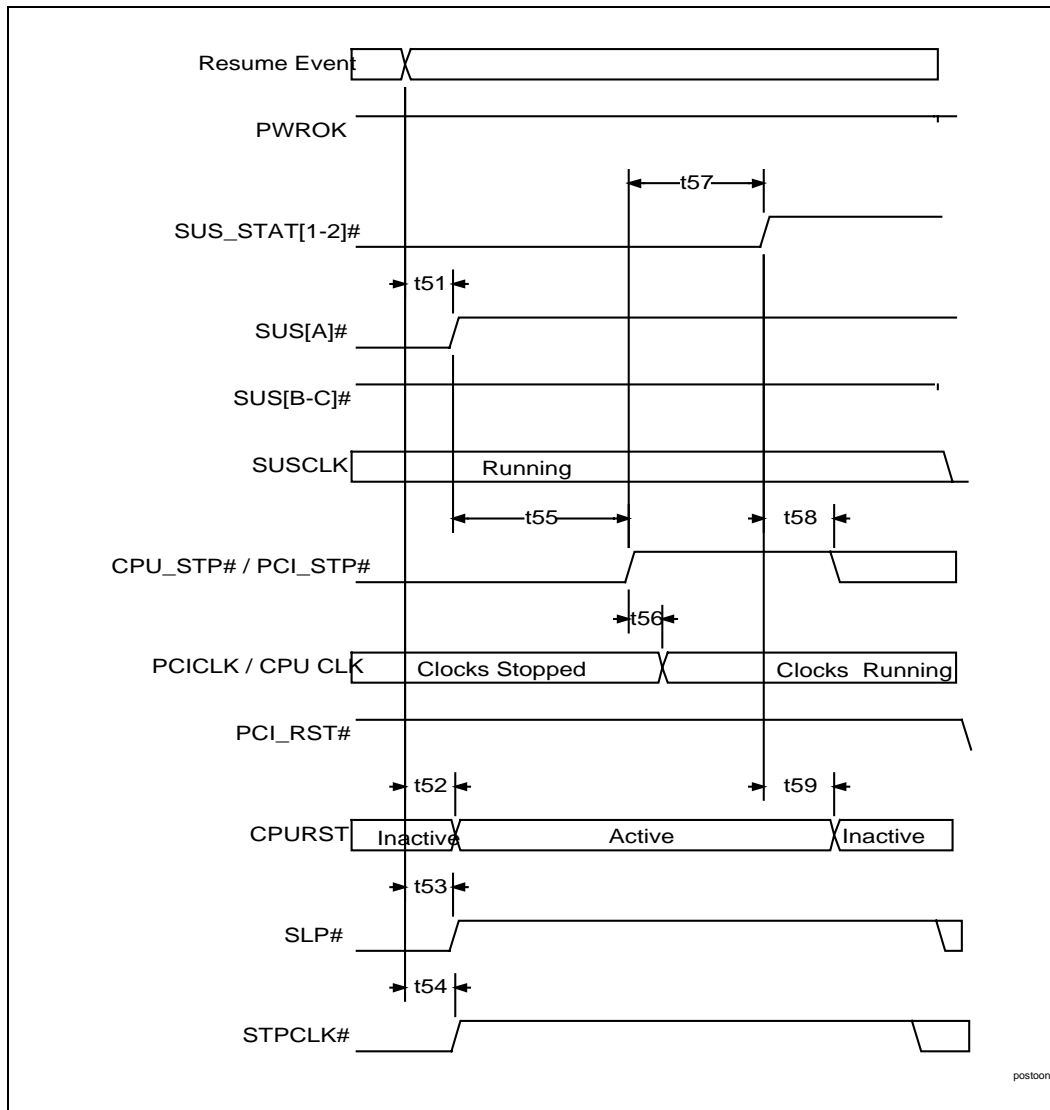 Resume Event
PWROK
t57
SUS_STAT[1-2]#
t51
SUS[A]#
SUS[B-C]#
SUSCLK
Running
t55
t58
CPU_STP# / PCI_STP#
t56
PCICLK / CPU CLK
Clocks Stopped
Clocks Running
PCI_RST#
t52
t59
CPURST
Inactive
Active
Inactive
t53
SLP#
t54
STPCLK#
postoon